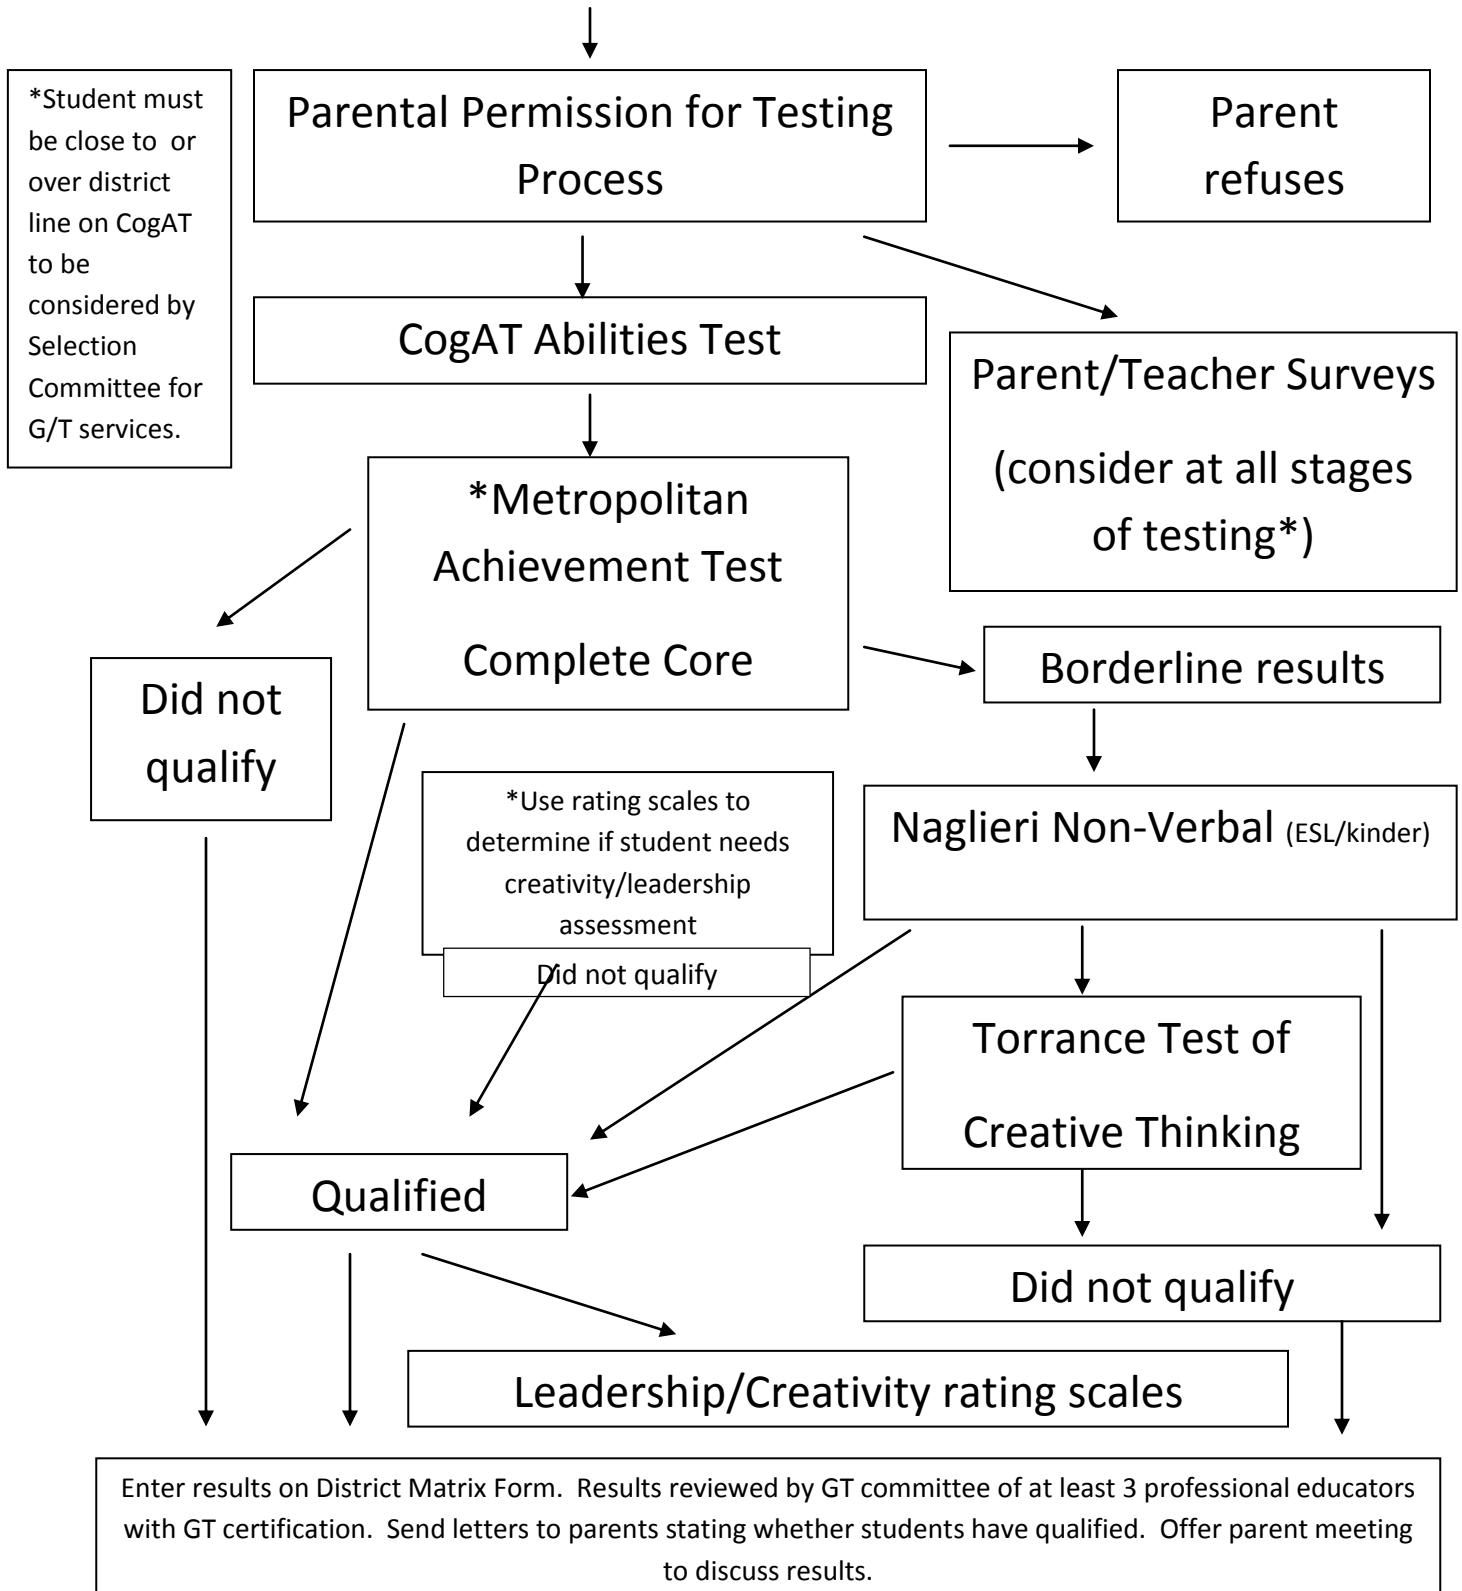 *Student must
be close to or
over district
line on CogAT
to be
considered by
Selection
Committee for
G/T services.
Parental Permission for Testing
Process
Parent
refuses
CogAT Abilities Test
Parent/Teacher Surveys
(consider at all stages
of testing*)
*Metropolitan
Achievement Test
Complete Core
Borderline results
Did not
qualify
*Use rating scales to
determine if student needs
creativity/leadership
assessment
Did not qualify
Naglieri Non-Verbal (ESL/kinder)
Torrance Test of
Creative Thinking
Qualified
Did not qualify
Leadership/Creativity rating scales
Enter results on District Matrix Form. Results reviewed by GT committee of at least 3 professional educators
with GT certification. Send letters to parents stating whether students have qualified. Offer parent meeting
to discuss results.